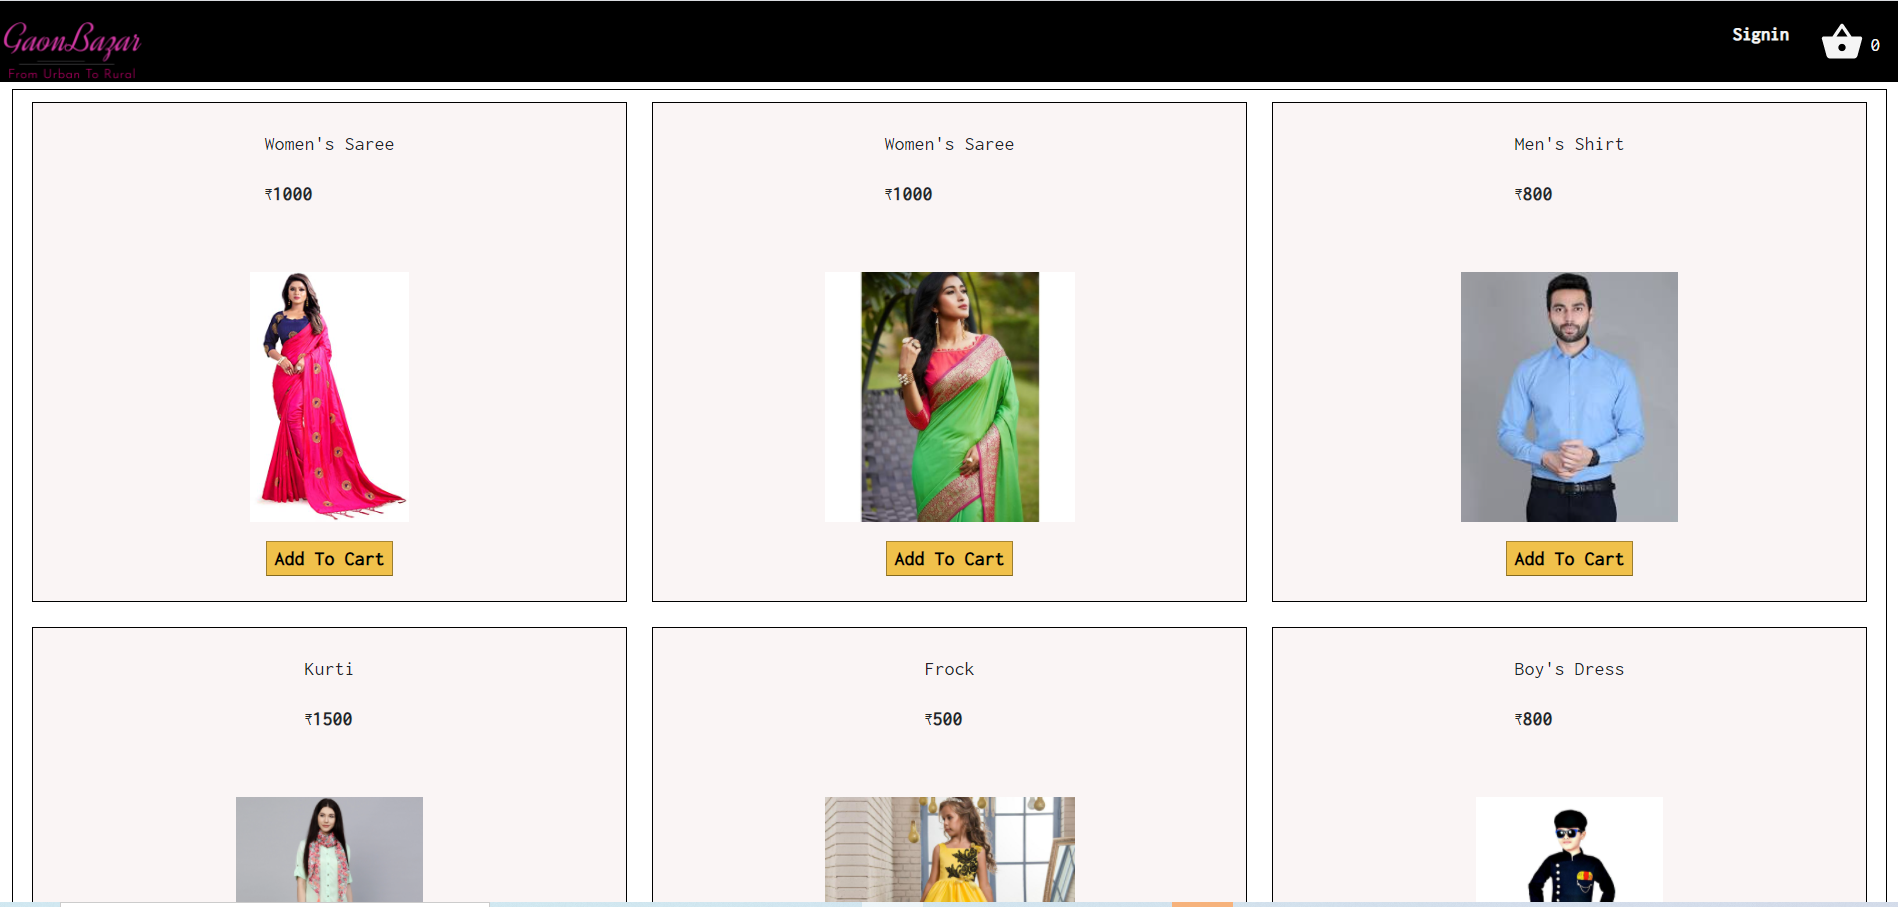 GaonBazar
From Urban To Rural
Signin
0
Women's Saree
₹1000
Add To Cart
Women's Saree
₹1000
Add To Cart
Men's Shirt
₹800
Add To Cart
Kurti
₹1500
Frock
₹500
Boy's Dress
₹800